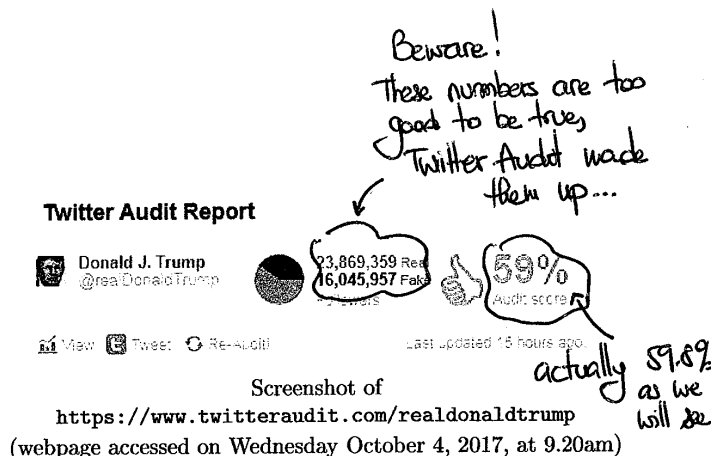 Beware!
These numbers are too
good to be true,
Twitter Audit made
them up...
Twitter Audit Report
Donald J. Trump
@realDonaldTrump
23,869,359 Real
16,045,957 Fake
followers
59%
Audit score
View Tweet Re-Audit
Last updated 15 hours ago.
actually 59.8%
as we
will see
Screenshot of
https://www.twitteraudit.com/realdonaldtrump
(webpage accessed on Wednesday October 4, 2017, at 9.20am)